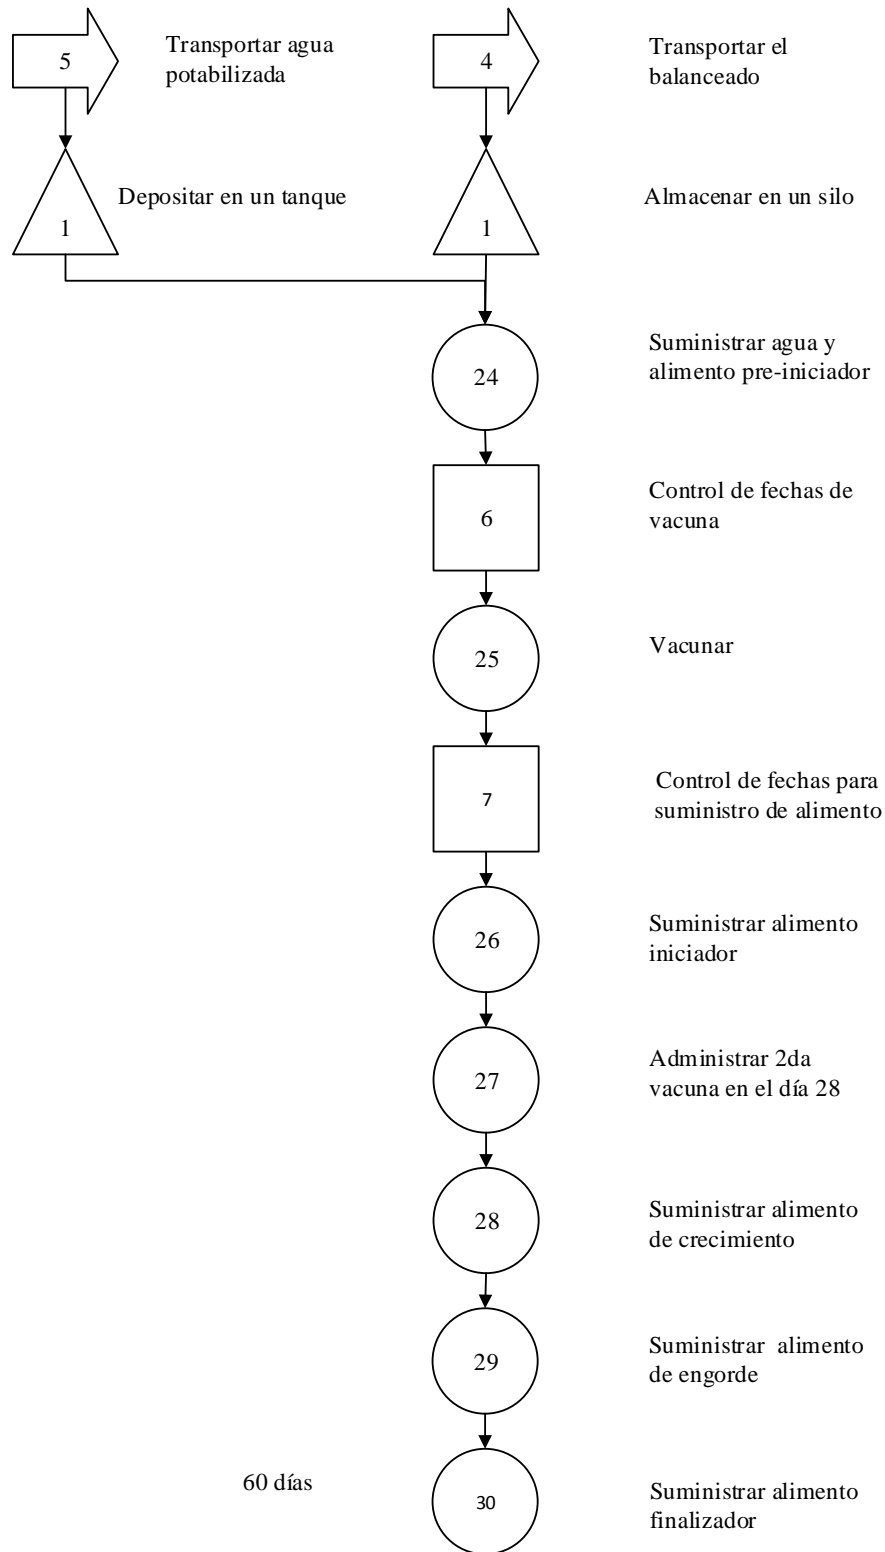 5
Transportar agua
potabilizada
4
Transportar el
balanceado
1
Depositar en un tanque
1
Almacenar en un silo
24
Suministrar agua y
alimento pre-iniciador
6
Control de fechas de
vacuna
25
Vacunar
7
Control de fechas para
suministro de alimento
26
Suministrar alimento
iniciador
27
Administrar 2da
vacuna en el día 28
28
Suministrar alimento
de crecimiento
29
Suministrar alimento
de engorde
60 días
30
Suministrar alimento
finalizador